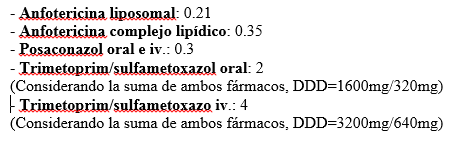 - Anfotericina liposomal: 0.21
- Anfotericina complejo lipídico: 0.35
- Posaconazol oral e iv.: 0.3
- Trimetoprim/sulfametoxazol oral: 2
(Considerando la suma de ambos fármacos, DDD=1600mg/320mg)
- Trimetoprim/sulfametoxazo iv.: 4
(Considerando la suma de ambos fármacos, DDD=3200mg/640mg)